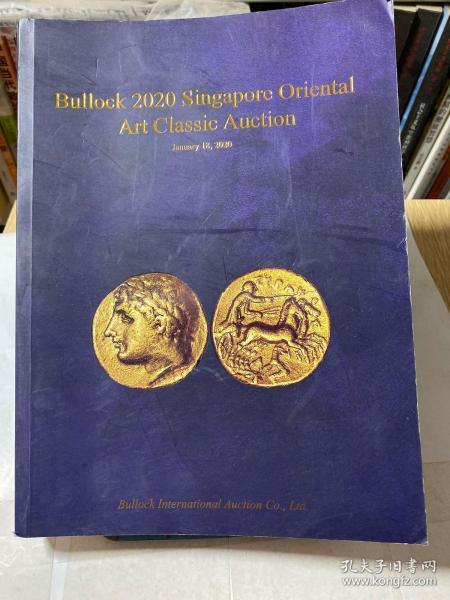 Bullock 2020 Singapore Oriental
Art Classic Auction
January 18, 2020
Bullock International Auction Co., Ltd.
孔夫子旧书网
www.kongfz.com